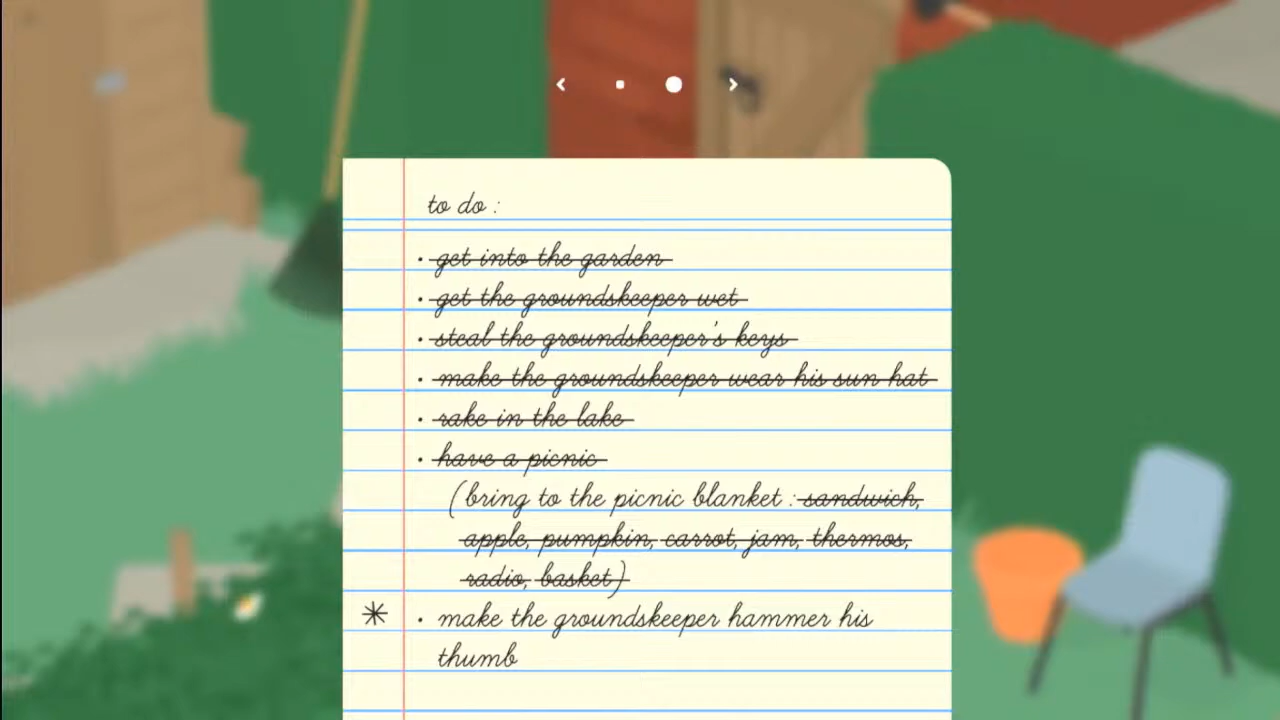 to do :
• get into the garden
• get the groundskeeper wet
• steal the groundskeeper's keys
• make the groundskeeper wear his sun hat
• rake in the lake
• have a picnic
(bring to the picnic blanket : sandwich,
apple, pumpkin, carrot, jam, thermos,
radio, basket)
• make the groundskeeper hammer his
thumb